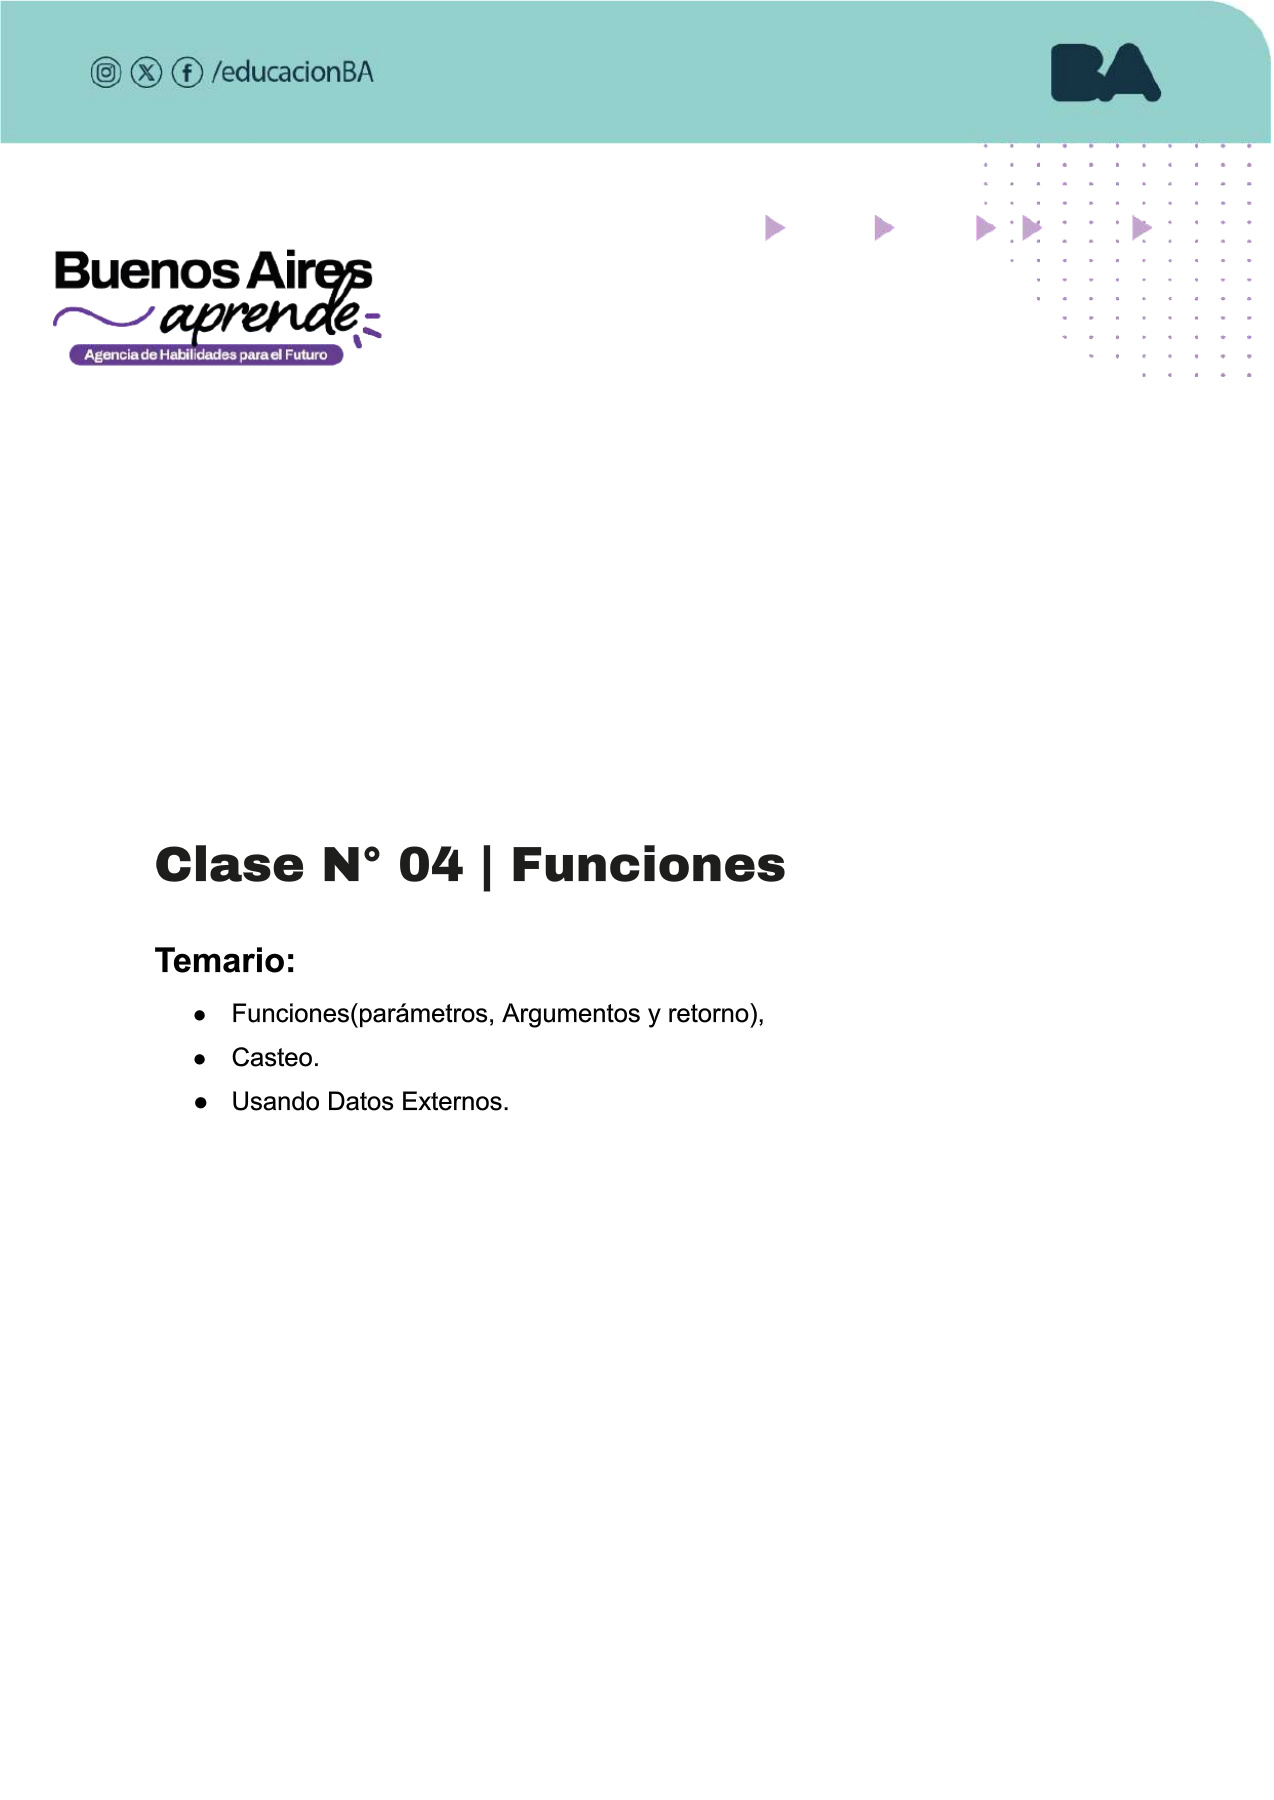 /educacionBA
BA
Buenos Aires
aprende
Agencia de Habilidades para el Futuro
Clase N° 04 | Funciones
Temario:
● Funciones(parámetros, Argumentos y retorno),
● Casteo.
● Usando Datos Externos.